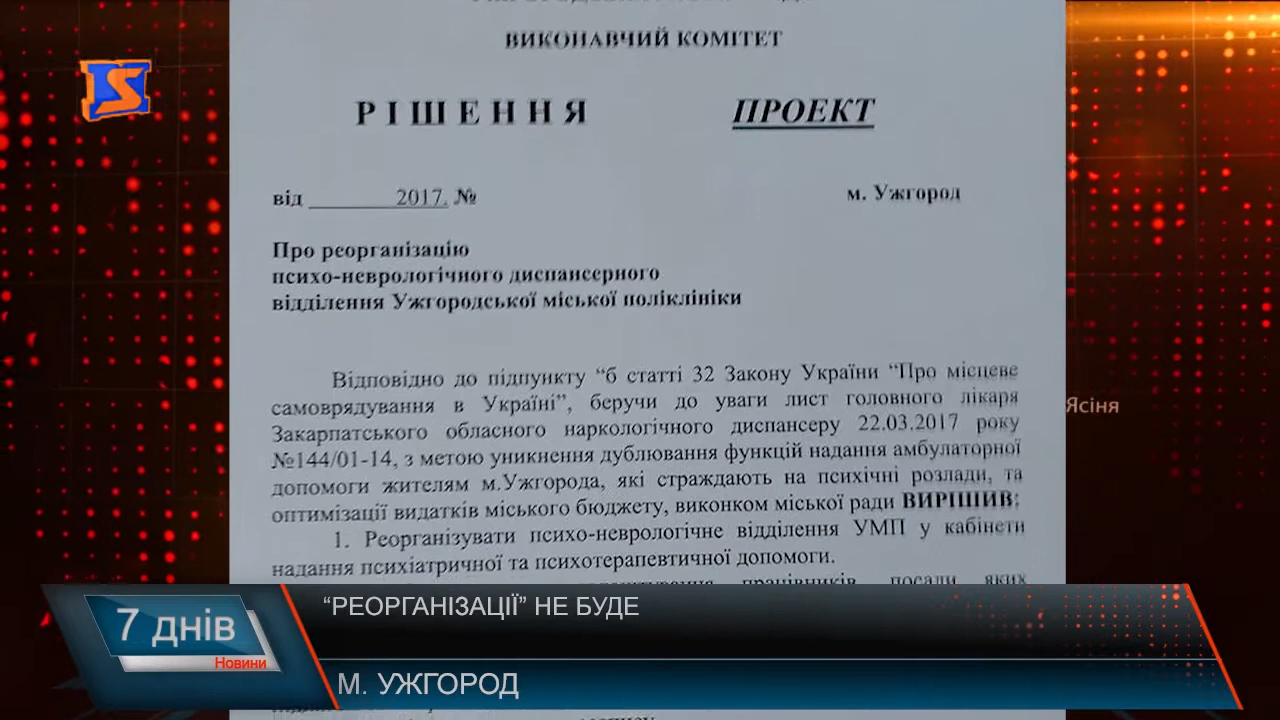 ВИКОНАВЧИЙ КОМІТЕТ
РІШЕННЯ ПРОЕКТ
від ________ 2017. № м. Ужгород
Про реорганізацію
психо-неврологічного диспансерного
відділення Ужгородської міської поліклініки
Відповідно до підпункту “б статті 32 Закону України “Про місцеве
самоврядування в Україні”, беручи до уваги лист головного лікаря
Закарпатського обласного наркологічного диспансеру 22.03.2017 року
№144/01-14, з метою уникнення дублювання функцій надання амбулаторної
допомоги жителям м.Ужгорода, які страждають на психічні розлади, та
оптимізації видатків міського бюджету, виконком міської ради ВИРІШИВ:
1. Реорганізувати психо-неврологічне відділення УМП у кабінети
надання психіатричної та психотерапевтичної допомоги.
працівників, посади яких
Ясіня
7 днів
Новини
“РЕОРГАНІЗАЦІЇ” НЕ БУДЕ
М. УЖГОРОД